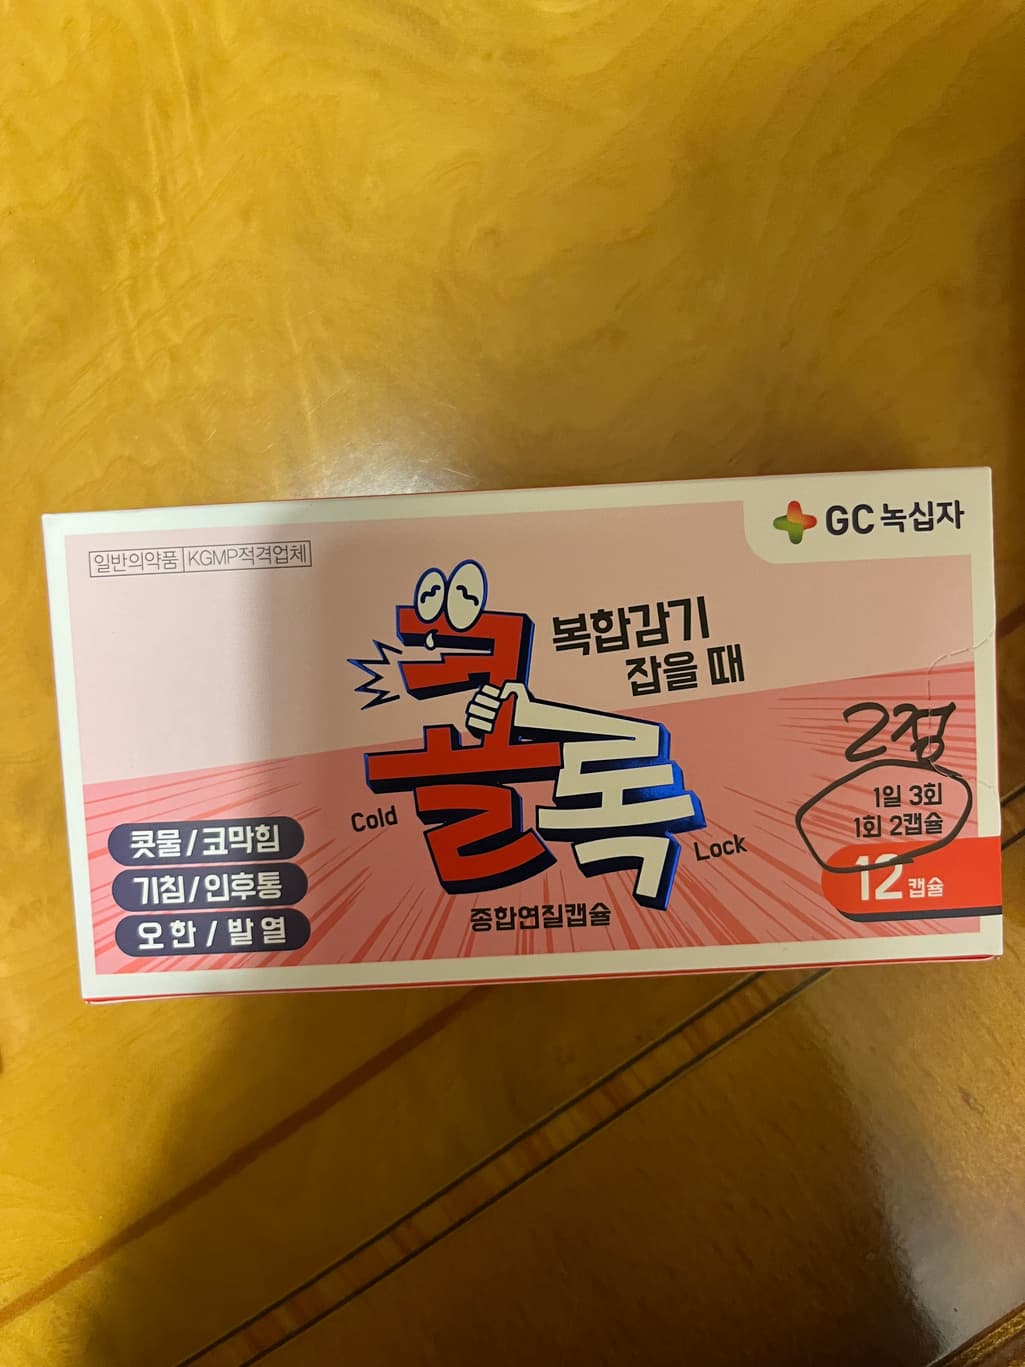 GC 녹십자
일반의약품 KGMP적격업체
복합감기
잡을 때
콜록
Cold
Lock
종합연질캡슐
콧물/코막힘
기침/인후통
오한/발열
1일 3회
1회 2캡슐
12캡슐